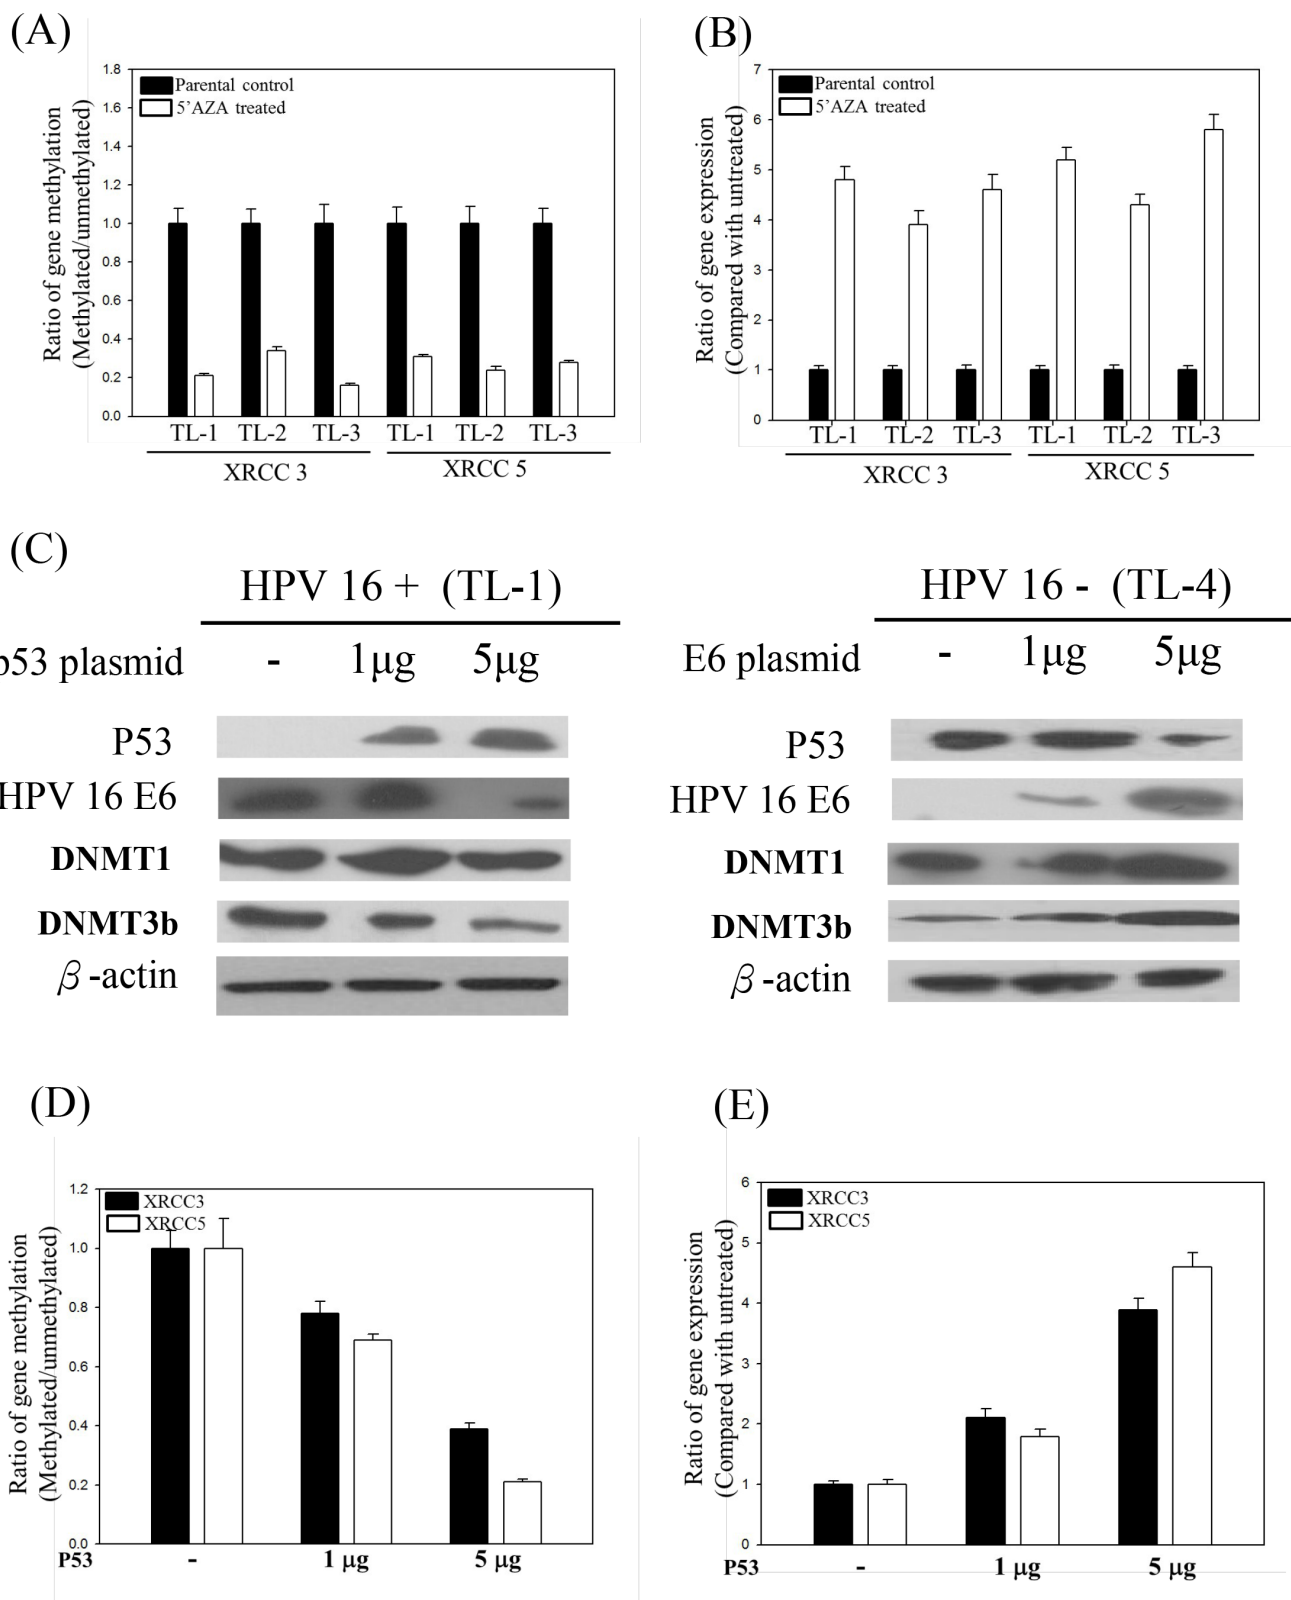 (A)
Ratio of gene methylation
(Methylated/unmethylated)
1.8
1.6
1.4
1.2
1.0
0.8
0.6
0.4
0.2
0.0
Parental control
5'AZA treated
TL-1 TL-2 TL-3 TL-1 TL-2 TL-3
XRCC 3 XRCC 5
(B)
Ratio of gene expression
(Compared with untreated)
7
6
5
4
3
2
1
0
Parental control
5'AZA treated
TL-1 TL-2 TL-3 TL-1 TL-2 TL-3
XRCC 3 XRCC 5
(C)
HPV 16 + (TL-1)
p53 plasmid - 1μg 5μg
P53
HPV 16 E6
DNMT1
DNMT3b
β-actin
HPV 16 - (TL-4)
E6 plasmid - 1μg 5μg
P53
HPV 16 E6
DNMT1
DNMT3b
β-actin
(D)
Ratio of gene methylation
(Methylated/unmethylated)
1.2
1.0
0.8
0.6
0.4
0.2
0.0
XRCC3
XRCC5
P53 - 1 μg 5 μg
(E)
Ratio of gene expression
(Compared with untreated)
6
5
4
3
2
1
0
XRCC3
XRCC5
P53 - 1 μg 5 μg